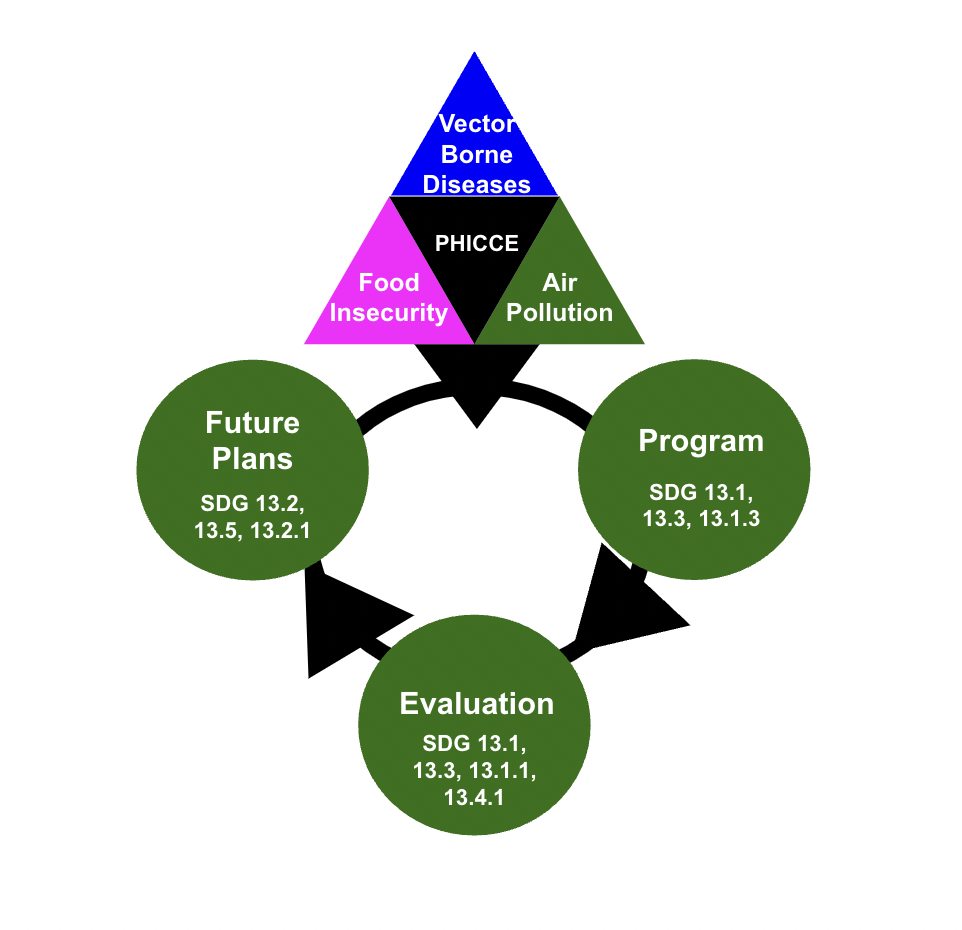 Vector
Borne
Diseases
PHICCE
Food
Insecurity
Air
Pollution
Future
Plans
SDG 13.2,
13.5, 13.2.1
Program
SDG 13.1,
13.3, 13.1.3
Evaluation
SDG 13.1,
13.3, 13.1.1,
13.4.1